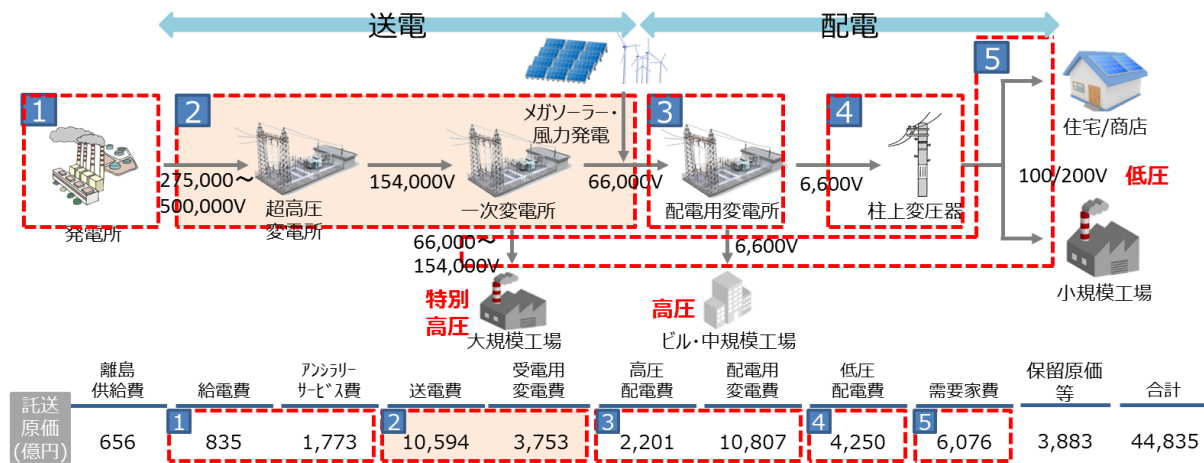 送電
配電
1
2
3
4
5
メガソーラー・
風力発電
275,000~
500,000V
154,000V
66,000V
6,600V
100/200V
低圧
発電所
超高圧
変電所
一次変電所
配電用変電所
柱上変圧器
住宅/商店
66,000~
154,000V
6,600V
特別
高圧
大規模工場
高圧
ビル・中規模工場
小規模工場
離島
供給費
給電費
アンシラリー
サービス費
送電費
受電用
変電費
高圧
配電費
配電用
変電費
低圧
配電費
需要家費
保留原価
等
合計
託送
原価
(億円)
656
1
835
1,773
2
10,594
3,753
3
2,201
10,807
4
4,250
5
6,076
3,883
44,835